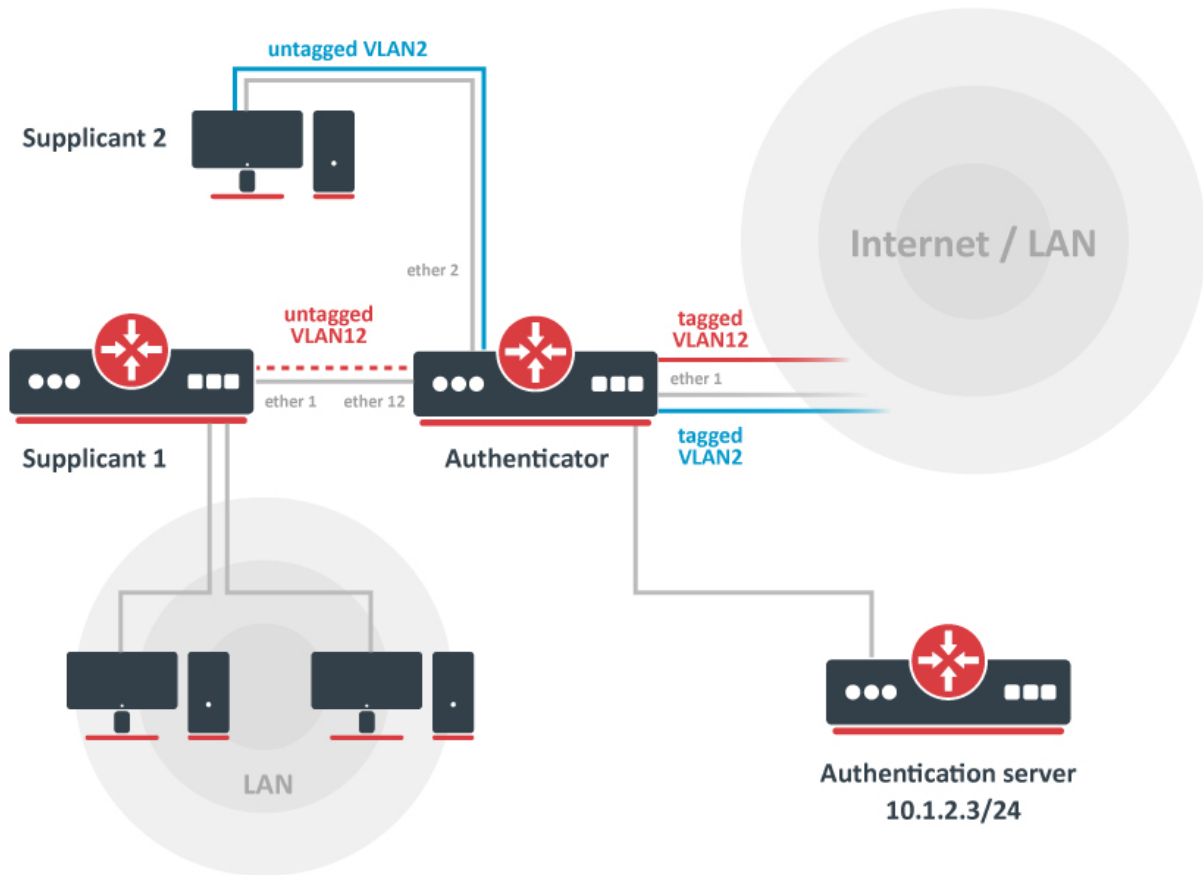 untagged VLAN2
Supplicant 2
Internet / LAN
ether 2
untagged
VLAN12
tagged
VLAN12
ether 1
ether 1
ether 12
tagged
VLAN2
Supplicant 1
Authenticator
LAN
Authentication server
10.1.2.3/24